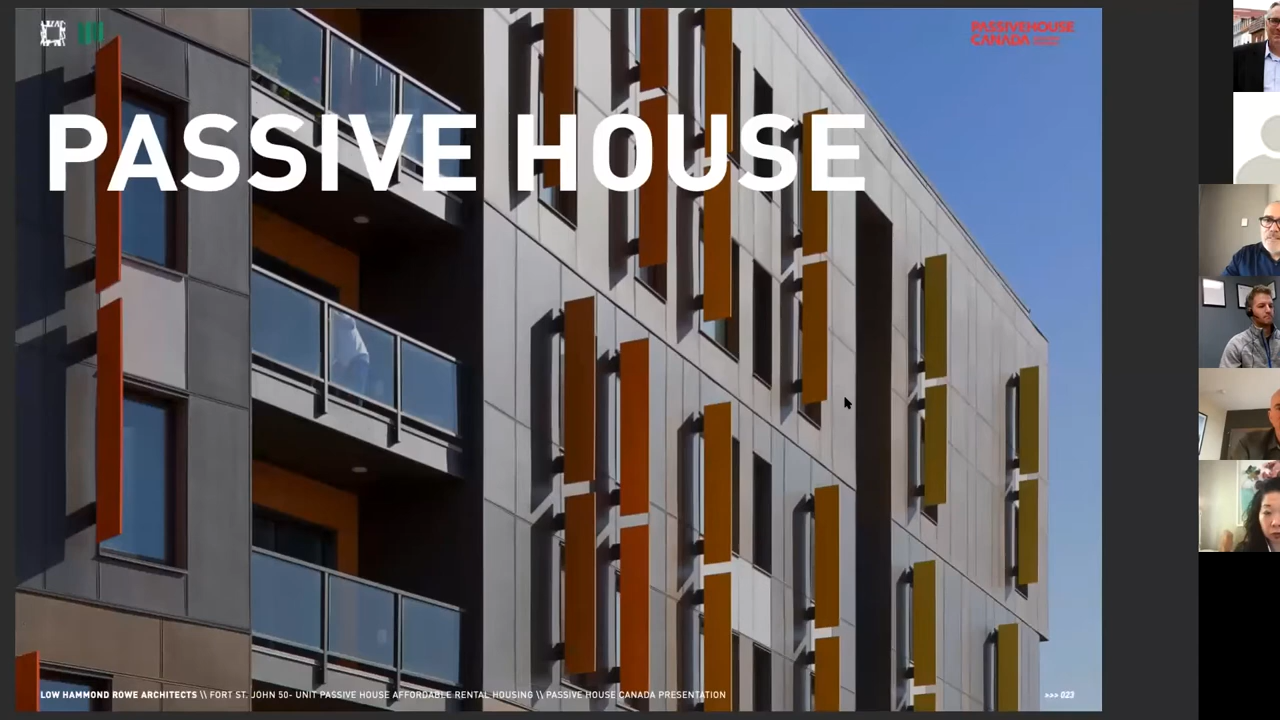 PASSIVEHOUSE
CANADA
PASSIVE HOUSE
LOW HAMMOND ROWE ARCHITECTS \\ FORT ST. JOHN 50- UNIT PASSIVE HOUSE AFFORDABLE RENTAL HOUSING \\ PASSIVE HOUSE CANADA PRESENTATION
>>> 023